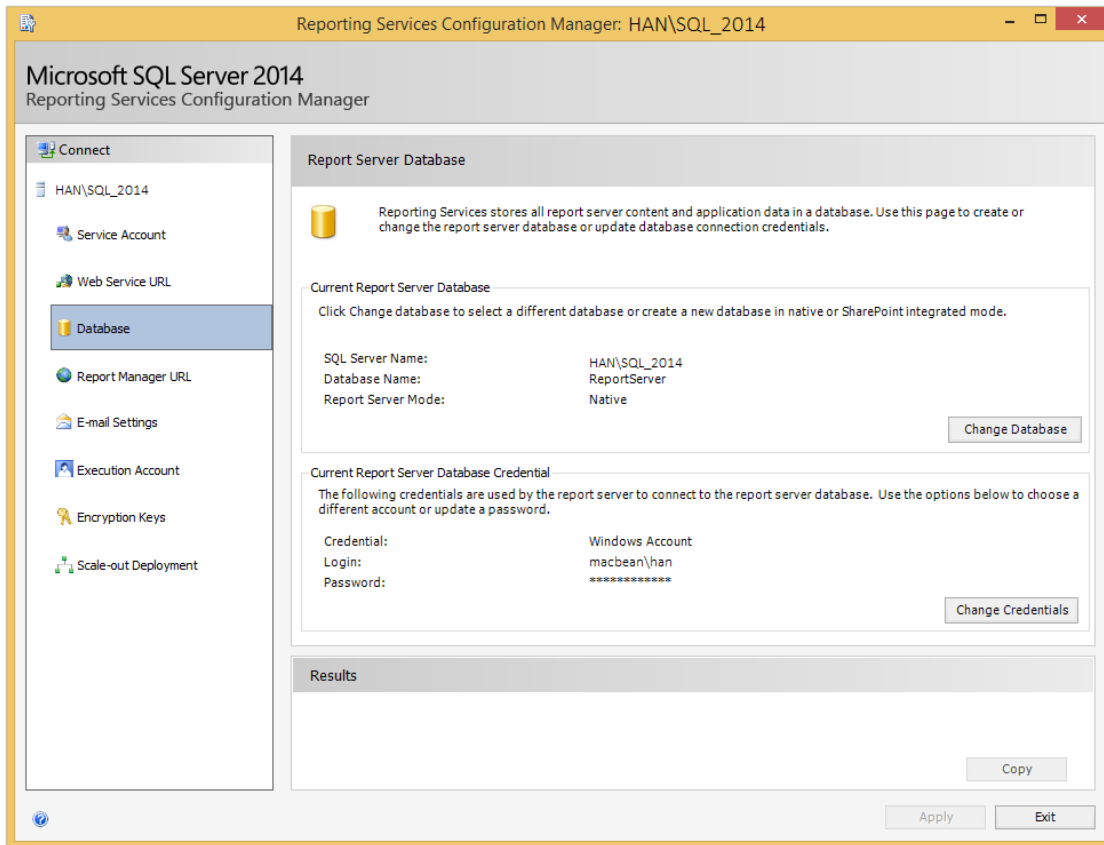 Reporting Services Configuration Manager: HAN\SQL_2014
Microsoft SQL Server 2014
Reporting Services Configuration Manager
Connect
HAN\SQL_2014
Service Account
Web Service URL
Database
Report Manager URL
E-mail Settings
Execution Account
Encryption Keys
Scale-out Deployment
Report Server Database
Reporting Services stores all report server content and application data in a database. Use this page to create or
change the report server database or update database connection credentials.
Current Report Server Database
Click Change database to select a different database or create a new database in native or SharePoint integrated mode.
SQL Server Name: HAN\SQL_2014
Database Name: ReportServer
Report Server Mode: Native
Change Database
Current Report Server Database Credential
The following credentials are used by the report server to connect to the report server database. Use the options below to choose a
different account or update a password.
Credential: Windows Account
Login: macbean\han
Password: ************
Change Credentials
Results
Copy
Apply Exit